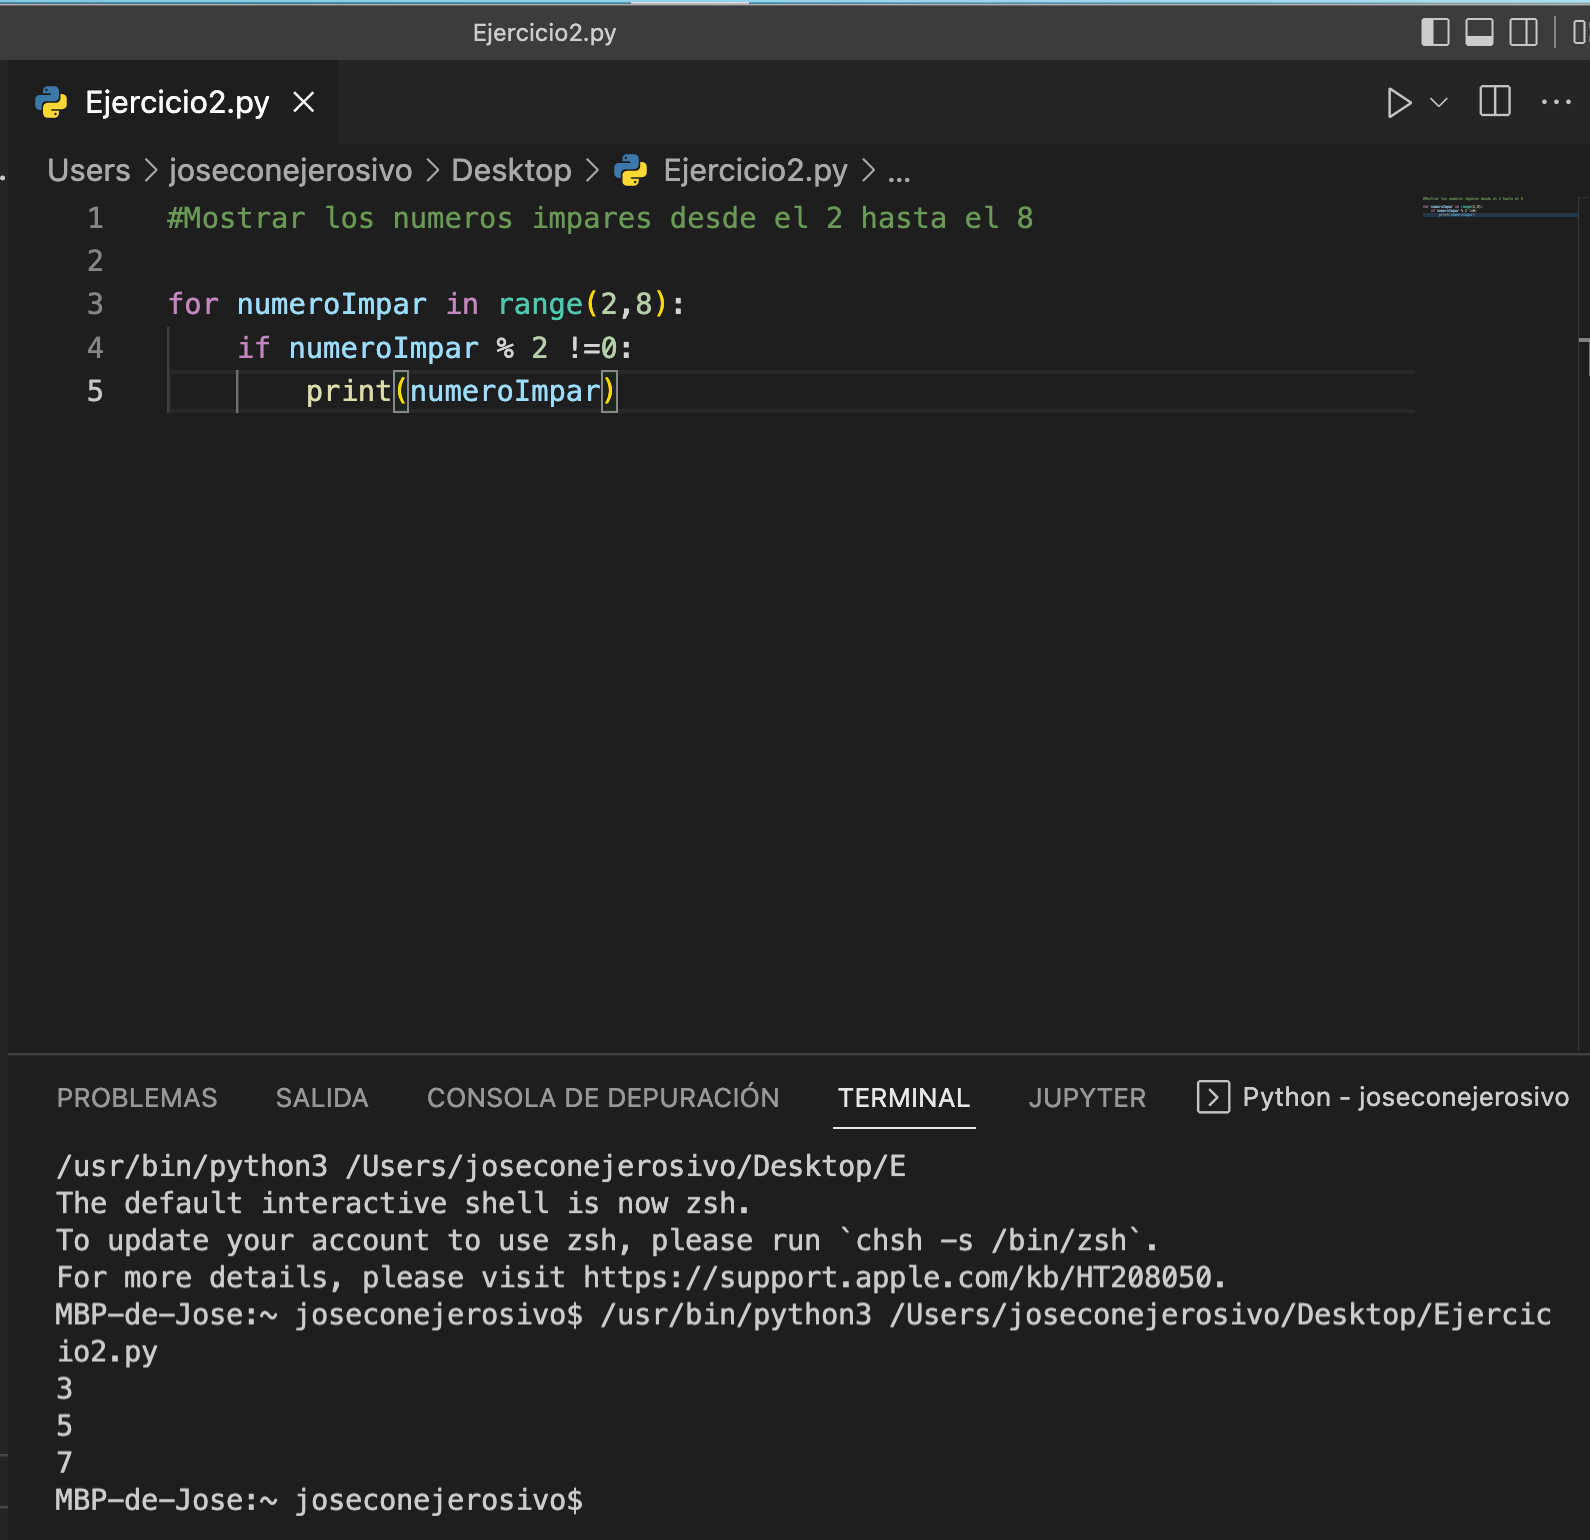 Ejercicio2.py
Ejercicio2.py
Users > joseconejerosivo > Desktop > Ejercicio2.py > ...
1 #Mostrar los numeros impares desde el 2 hasta el 8
2
3 for numeroImpar in range(2,8):
4     if numeroImpar % 2 !=0:
5         print(numeroImpar)
PROBLEMAS SALIDA CONSOLA DE DEPURACIÓN TERMINAL JUPYTER Python - joseconejerosivo
/usr/bin/python3 /Users/joseconejerosivo/Desktop/E
The default interactive shell is now zsh.
To update your account to use zsh, please run `chsh -s /bin/zsh`.
For more details, please visit https://support.apple.com/kb/HT208050.
MBP-de-Jose:~ joseconejerosivo$ /usr/bin/python3 /Users/joseconejerosivo/Desktop/Ejercic
io2.py
3
5
7
MBP-de-Jose:~ joseconejerosivo$